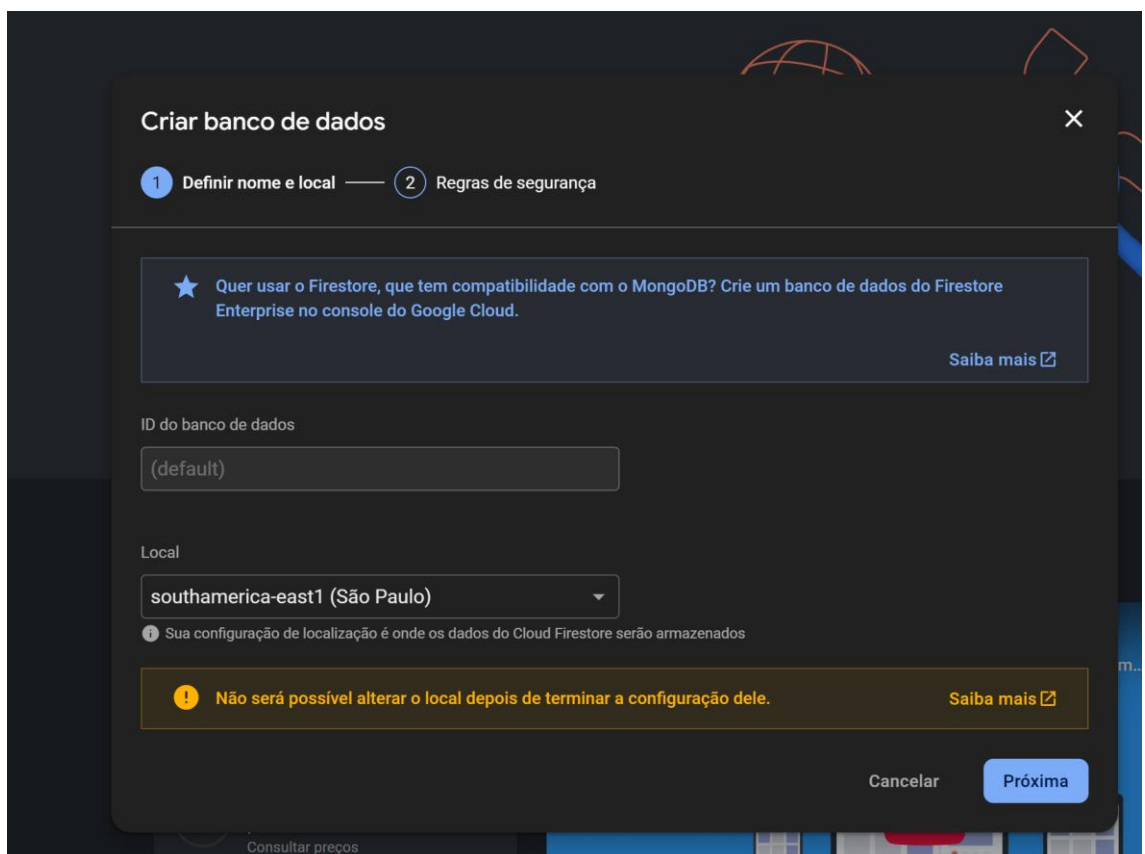 Criar banco de dados
1 Definir nome e local 2 Regras de segurança
Quer usar o Firestore, que tem compatibilidade com o MongoDB? Crie um banco de dados do Firestore
Enterprise no console do Google Cloud.
Saiba mais
ID do banco de dados
(default)
Local
southamerica-east1 (São Paulo)
Sua configuração de localização é onde os dados do Cloud Firestore serão armazenados
m...
Não será possível alterar o local depois de terminar a configuração dele. Saiba mais
Cancelar Próxima
Consultar preços